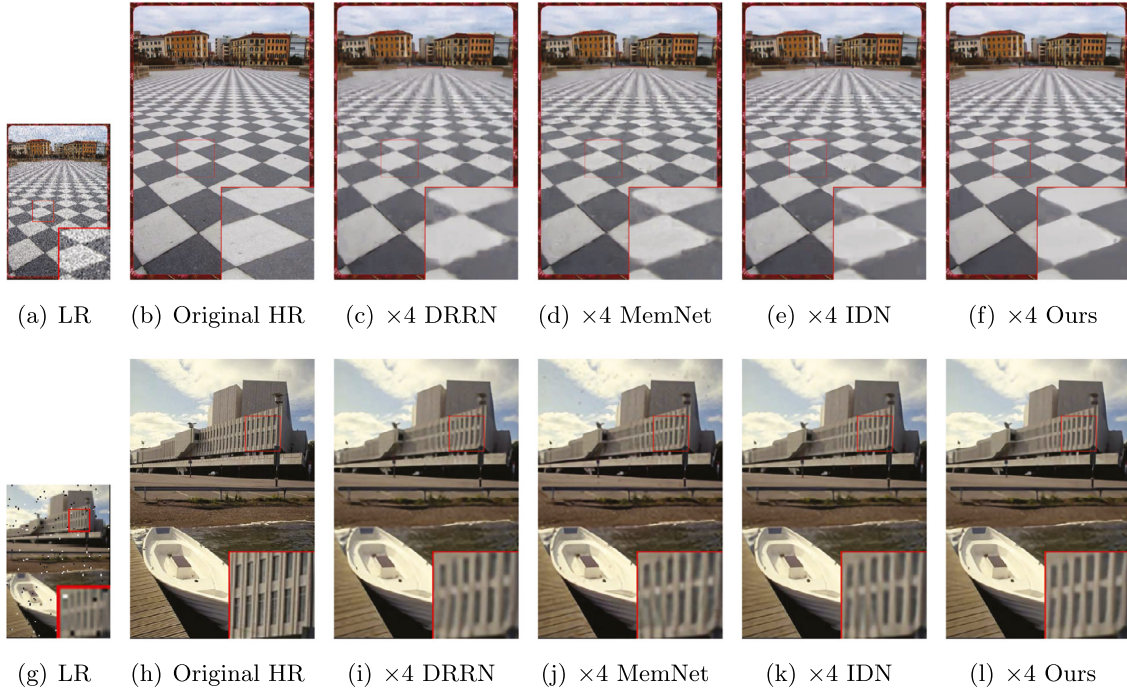 (a) LR (b) Original HR (c) ×4 DRRN (d) ×4 MemNet (e) ×4 IDN (f) ×4 Ours
(g) LR (h) Original HR (i) ×4 DRRN (j) ×4 MemNet (k) ×4 IDN (l) ×4 Ours